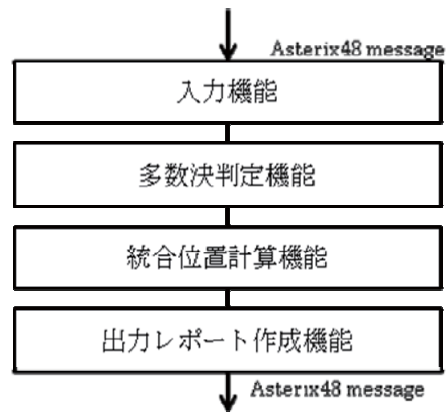 Asterix48 message
入力機能
多数決判定機能
統合位置計算機能
出力レポート作成機能
Asterix48 message